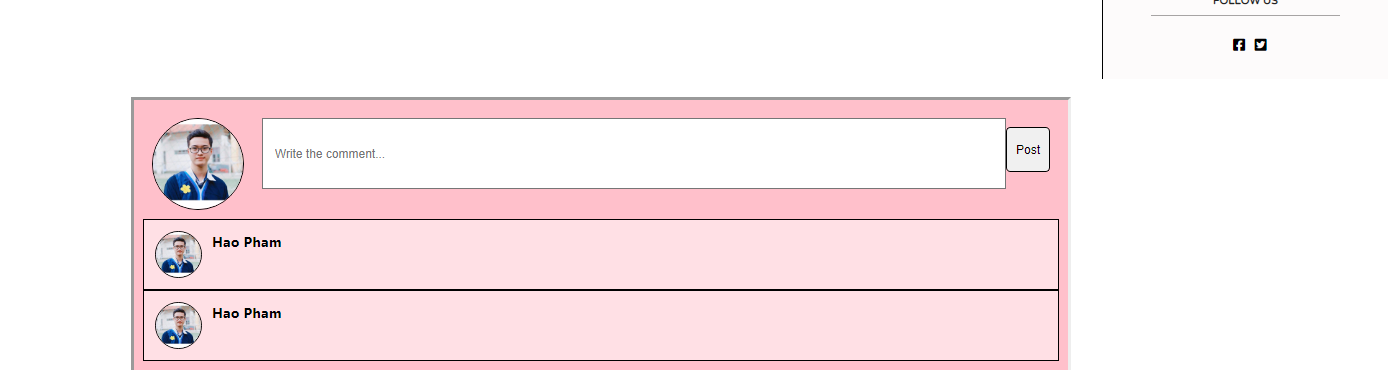 FOLLOW US
Write the comment...
Post
Hao Pham
Hao Pham